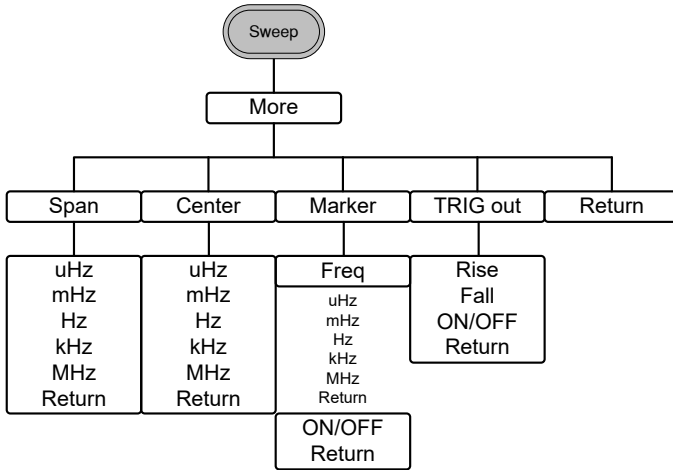 Sweep
More
Span
Center
Marker
TRIG out
Return
uHz
mHz
Hz
kHz
MHz
Return
uHz
mHz
Hz
kHz
MHz
Return
Freq
uHz
mHz
Hz
kHz
MHz
Return
ON/OFF
Return
Rise
Fall
ON/OFF
Return